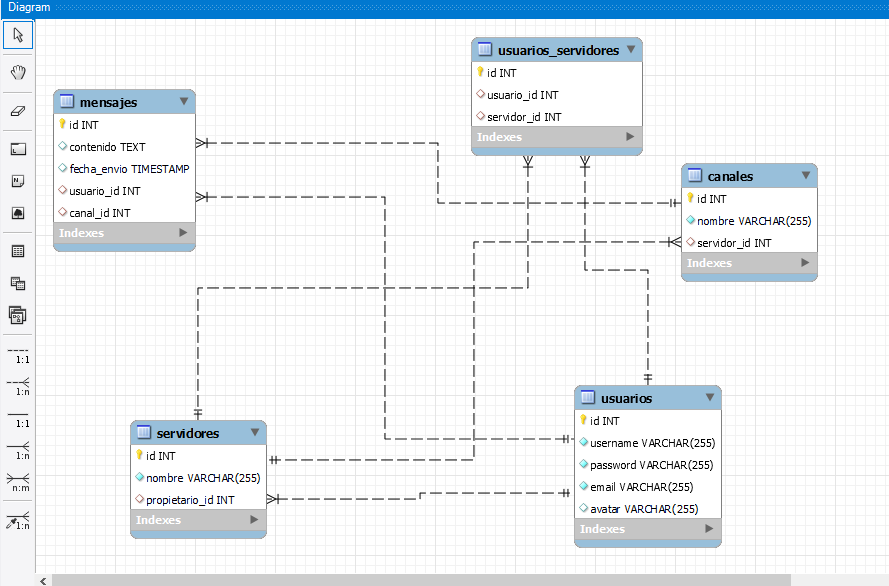 Diagram
usuarios_servidores
id INT
usuario_id INT
servidor_id INT
Indexes
mensajes
id INT
contenido TEXT
fecha_envio TIMESTAMP
usuario_id INT
canal_id INT
Indexes
canales
id INT
nombre VARCHAR(255)
servidor_id INT
Indexes
servidores
id INT
nombre VARCHAR(255)
propietario_id INT
Indexes
usuarios
id INT
username VARCHAR(255)
password VARCHAR(255)
email VARCHAR(255)
avatar VARCHAR(255)
Indexes
1:1
1:n
1:1
1:n
n:m
1:n